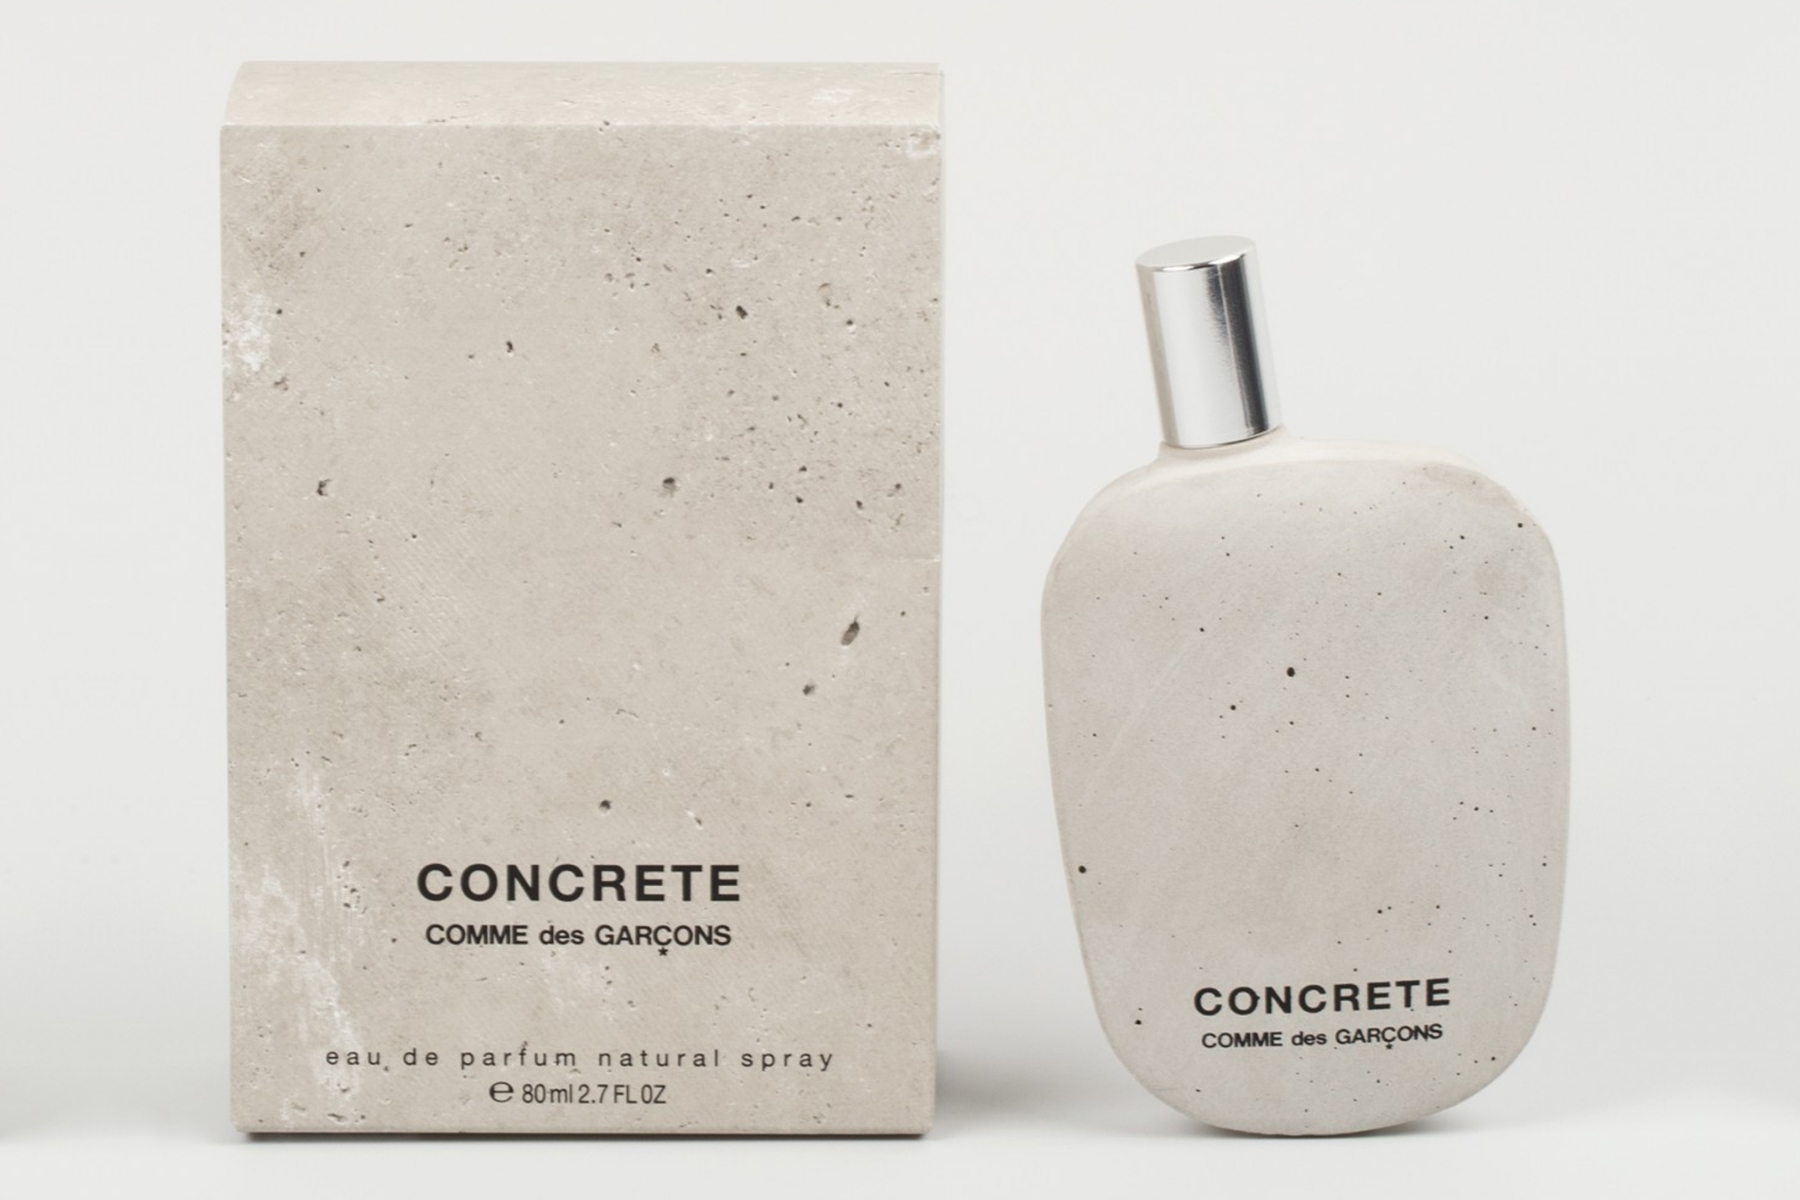 CONCRETE
COMME des GARÇONS
eau de parfum natural spray
℮ 80ml 2.7 FL OZ
CONCRETE
COMME des GARÇONS